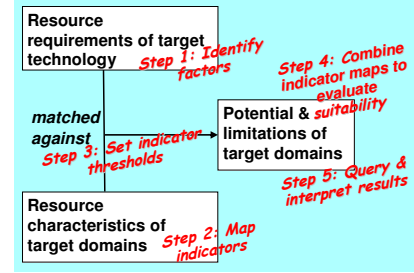 Resource
requirements of target
technology
Step 1: Identify
factors
matched
against
Step 3: Set indicator
thresholds
Step 4: Combine
indicator maps to
evaluate
suitability
Potential &
limitations of
target domains
Step 5: Query &
interpret results
Resource
characteristics of
target domains
Step 2: Map
indicators